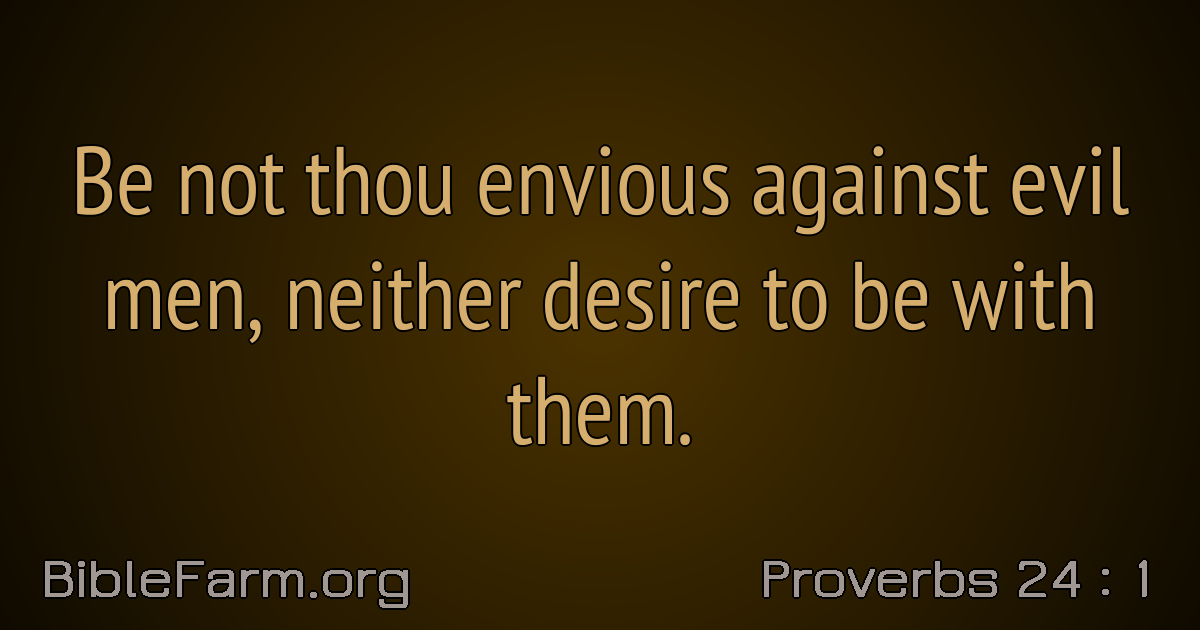 Be not thou envious against evil
men, neither desire to be with
them.
BibleFarm.org
Proverbs 24 : 1